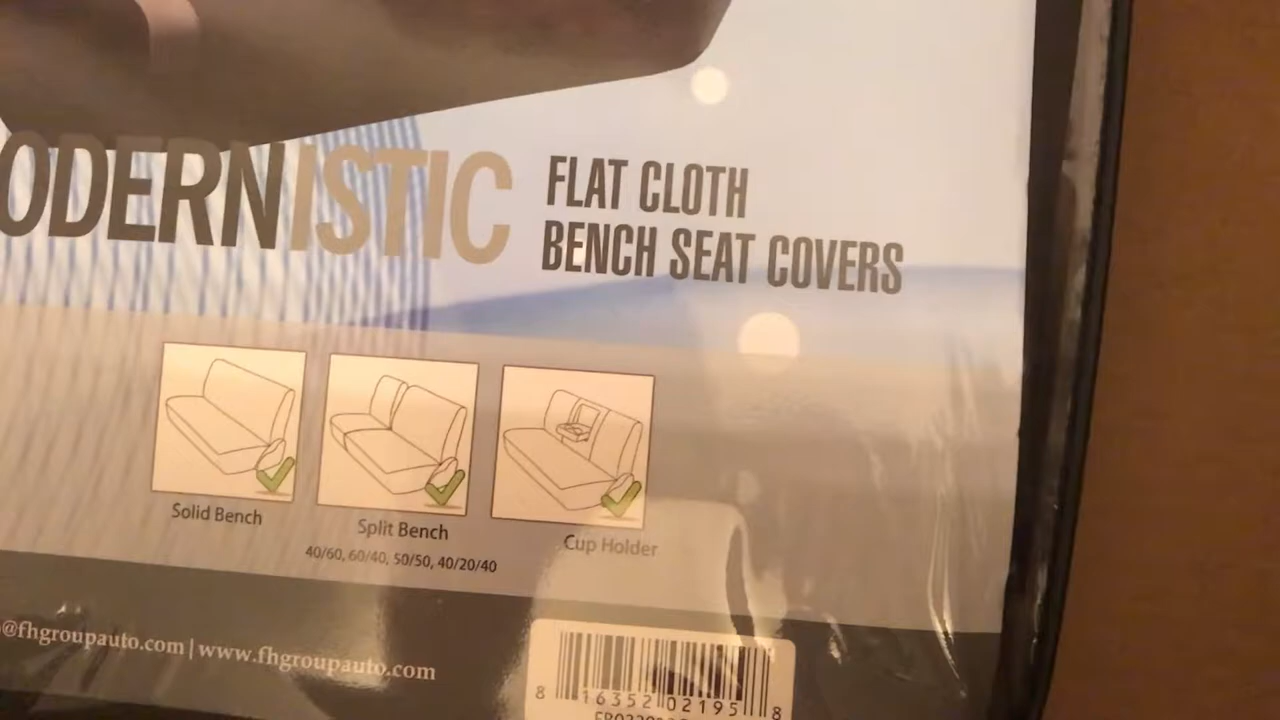 ODERNISTIC
FLAT CLOTH
BENCH SEAT COVERS
Solid Bench
Split Bench
40/60, 60/40, 50/50, 40/20/40
Cup Holder
@fhgroupauto.com | www.fhgroupauto.com
8 16352 02195 8